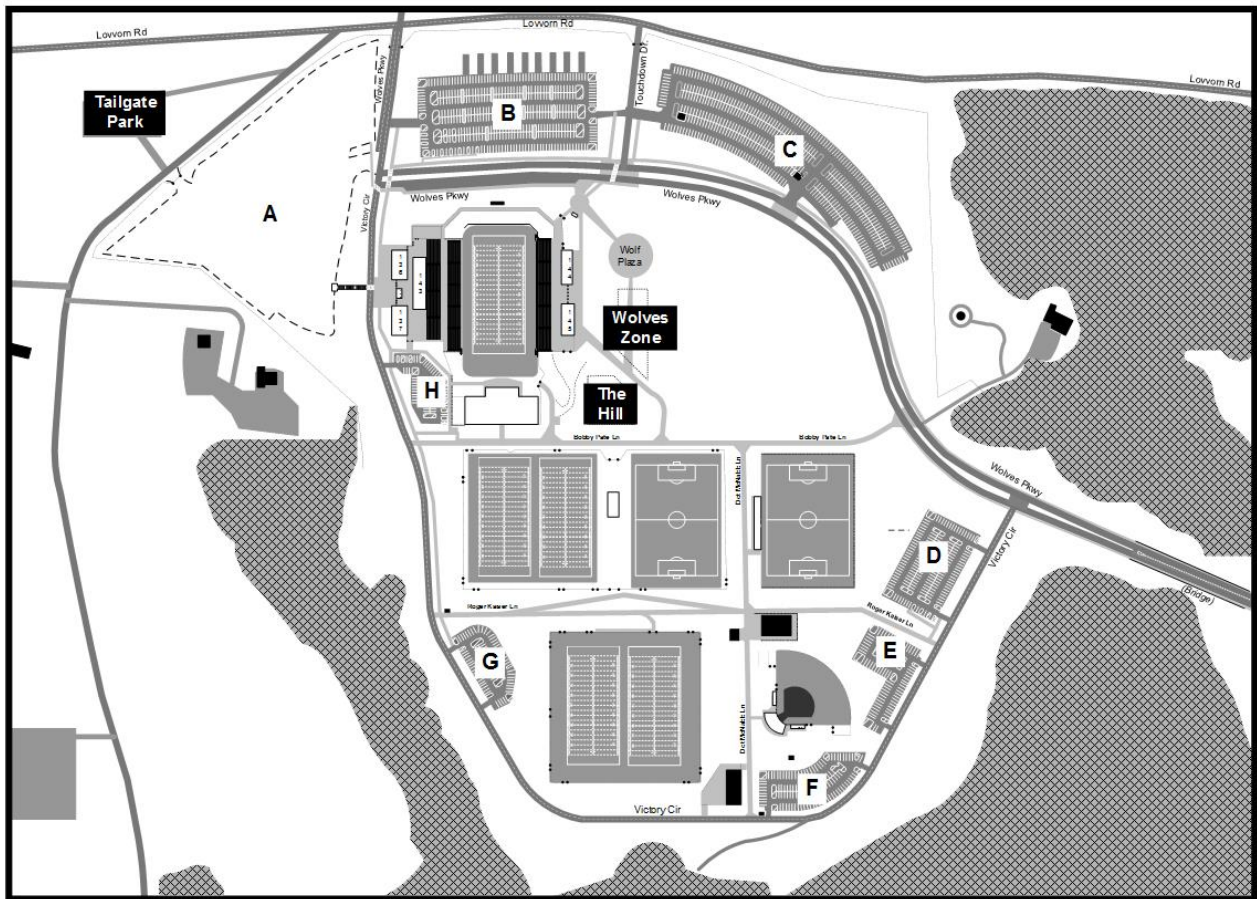 Lovvorn Rd
Lovvorn Rd
Lovvorn Rd
Wolves Pkwy
Touchdown Dr.
Tailgate
Park
B
C
A
Victory Cir
Wolves Pkwy
Wolves Pkwy
Wolf
Plaza
Wolves
Zone
H
The
Hill
Bobby Pate Ln
Bobby Pate Ln
Dot McNabb Ln
Wolves Pkwy
D
Victory Cir
(Bridge)
Roger Kaiser Ln
Roger Kaiser Ln
G
E
Dot McNabb Ln
F
Victory Cir